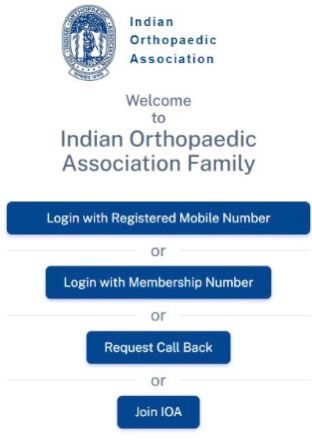 Indian
Orthopaedic
Association
Welcome
to
Indian Orthopaedic
Association Family
Login with Registered Mobile Number
or
Login with Membership Number
or
Request Call Back
or
Join IOA